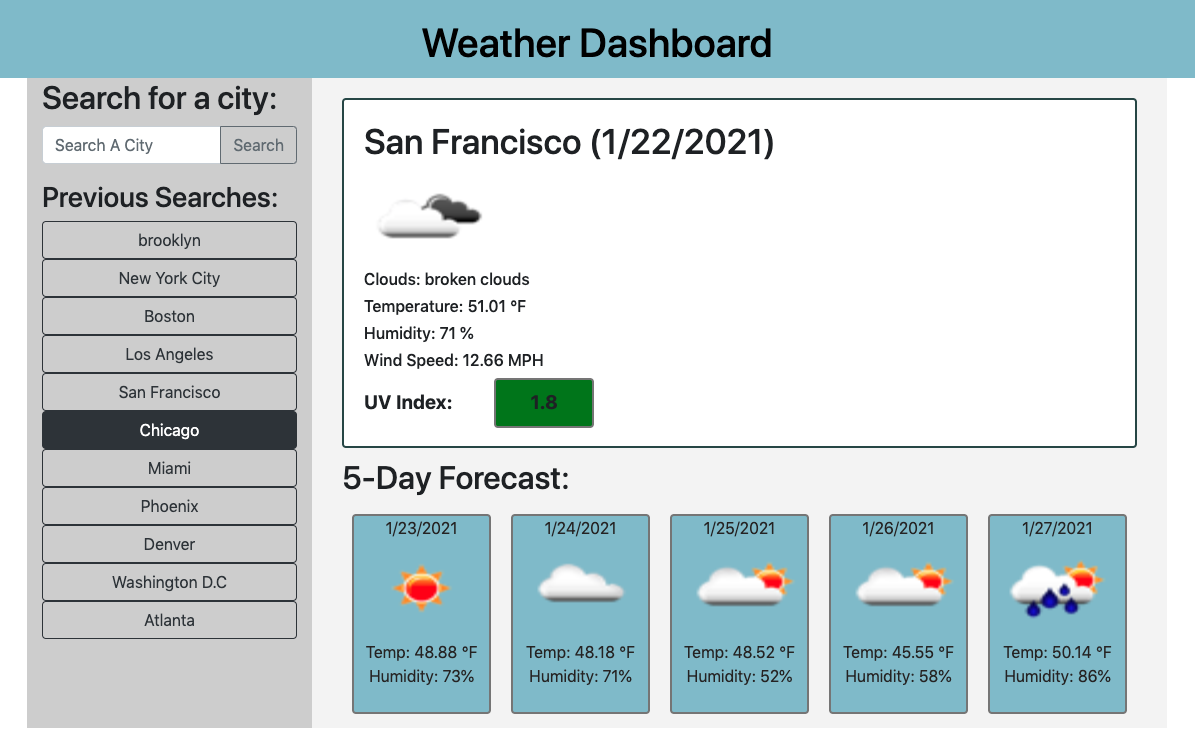 Weather Dashboard
Search for a city:
Search A City
Search
Previous Searches:
brooklyn
New York City
Boston
Los Angeles
San Francisco
Chicago
Miami
Phoenix
Denver
Washington D.C
Atlanta
San Francisco (1/22/2021)
Clouds: broken clouds
Temperature: 51.01 °F
Humidity: 71 %
Wind Speed: 12.66 MPH
UV Index: 1.8
5-Day Forecast:
1/23/2021
Temp: 48.88 °F
Humidity: 73%
1/24/2021
Temp: 48.18 °F
Humidity: 71%
1/25/2021
Temp: 48.52 °F
Humidity: 52%
1/26/2021
Temp: 45.55 °F
Humidity: 58%
1/27/2021
Temp: 50.14 °F
Humidity: 86%